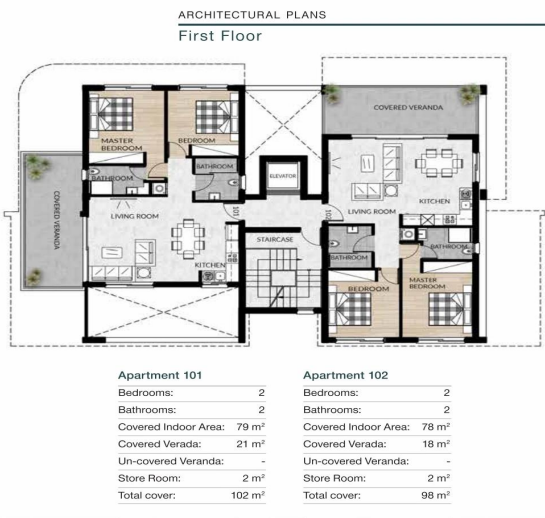 ARCHITECTURAL PLANS
First Floor
COVERED VERANDA
MASTER
BEDROOM
BEDROOM
BATHROOM
BATHROOM
ELEVATOR
COVERED VERANDA
LIVING ROOM
101
KITCHEN
STAIRCASE
102
LIVING ROOM
KITCHEN
BATHROOM
BATHROOM
BEDROOM
MASTER
BEDROOM
Apartment 101
Bedrooms: 2
Bathrooms: 2
Covered Indoor Area: 79 m²
Covered Verada: 21 m²
Un-covered Veranda: -
Store Room: 2 m²
Total cover: 102 m²
Apartment 102
Bedrooms: 2
Bathrooms: 2
Covered Indoor Area: 78 m²
Covered Verada: 18 m²
Un-covered Veranda: -
Store Room: 2 m²
Total cover: 98 m²